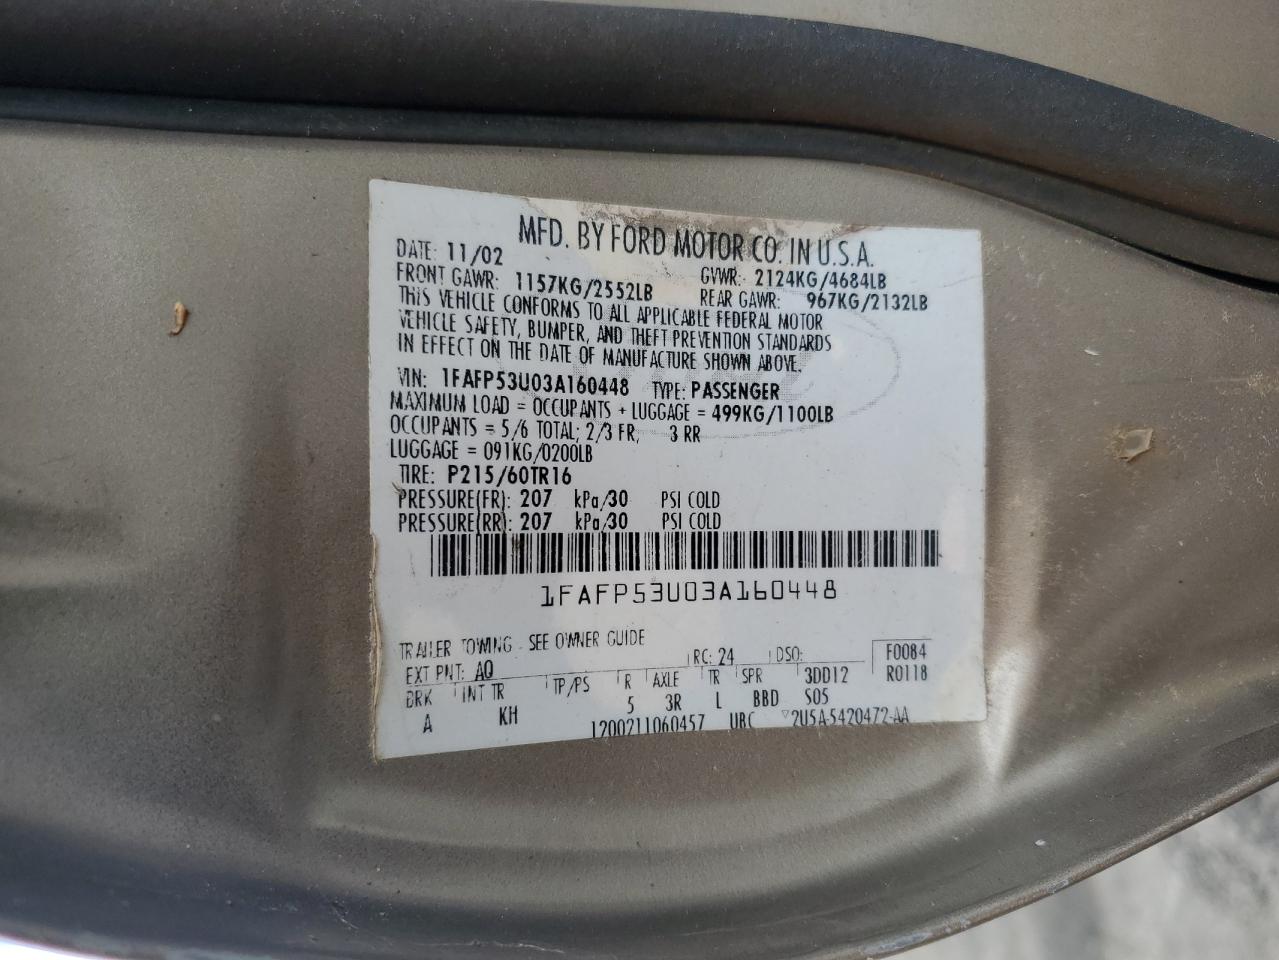 MFD. BY FORD MOTOR CO. IN U.S.A.
DATE: 11/02 GVWR: 2124KG/4684LB
FRONT GAWR: 1157KG/2552LB REAR GAWR: 967KG/2132LB
THIS VEHICLE CONFORMS TO ALL APPLICABLE FEDERAL MOTOR
VEHICLE SAFETY, BUMPER, AND THEFT PREVENTION STANDARDS
IN EFFECT ON THE DATE OF MANUFACTURE SHOWN ABOVE.
VIN: 1FAFP53U03A160448 TYPE: PASSENGER
MAXIMUM LOAD = OCCUPANTS + LUGGAGE = 499KG/1100LB
OCCUPANTS = 5/6 TOTAL; 2/3 FR, 3 RR
LUGGAGE = 091KG/0200LB
TIRE: P215/60TR16
PRESSURE(FR): 207 kPa/30 PSI COLD
PRESSURE(RR): 207 kPa/30 PSI COLD
1FAFP53U03A160448
TRAILER TOWING - SEE OWNER GUIDE
EXT PNT: AQ RC: 24 DSO: F0084
BRK INT TR TP/PS R AXLE TR SPR 3DD12 R0118
A KH 5 3R L BBD S05
1200211060457 UBC 2U5A-5420472-AA